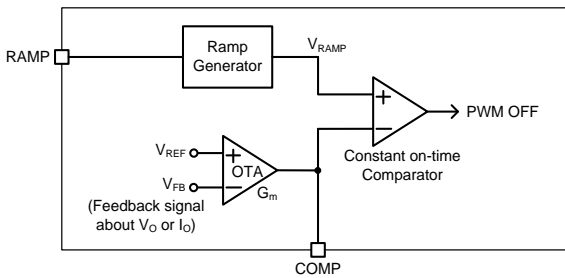 RAMP
Ramp
Generator
VRAMP
+
−
PWM OFF
Constant on-time
Comparator
VREF
+
OTA
VFB
−
Gm
(Feedback signal
about VO or IO)
COMP